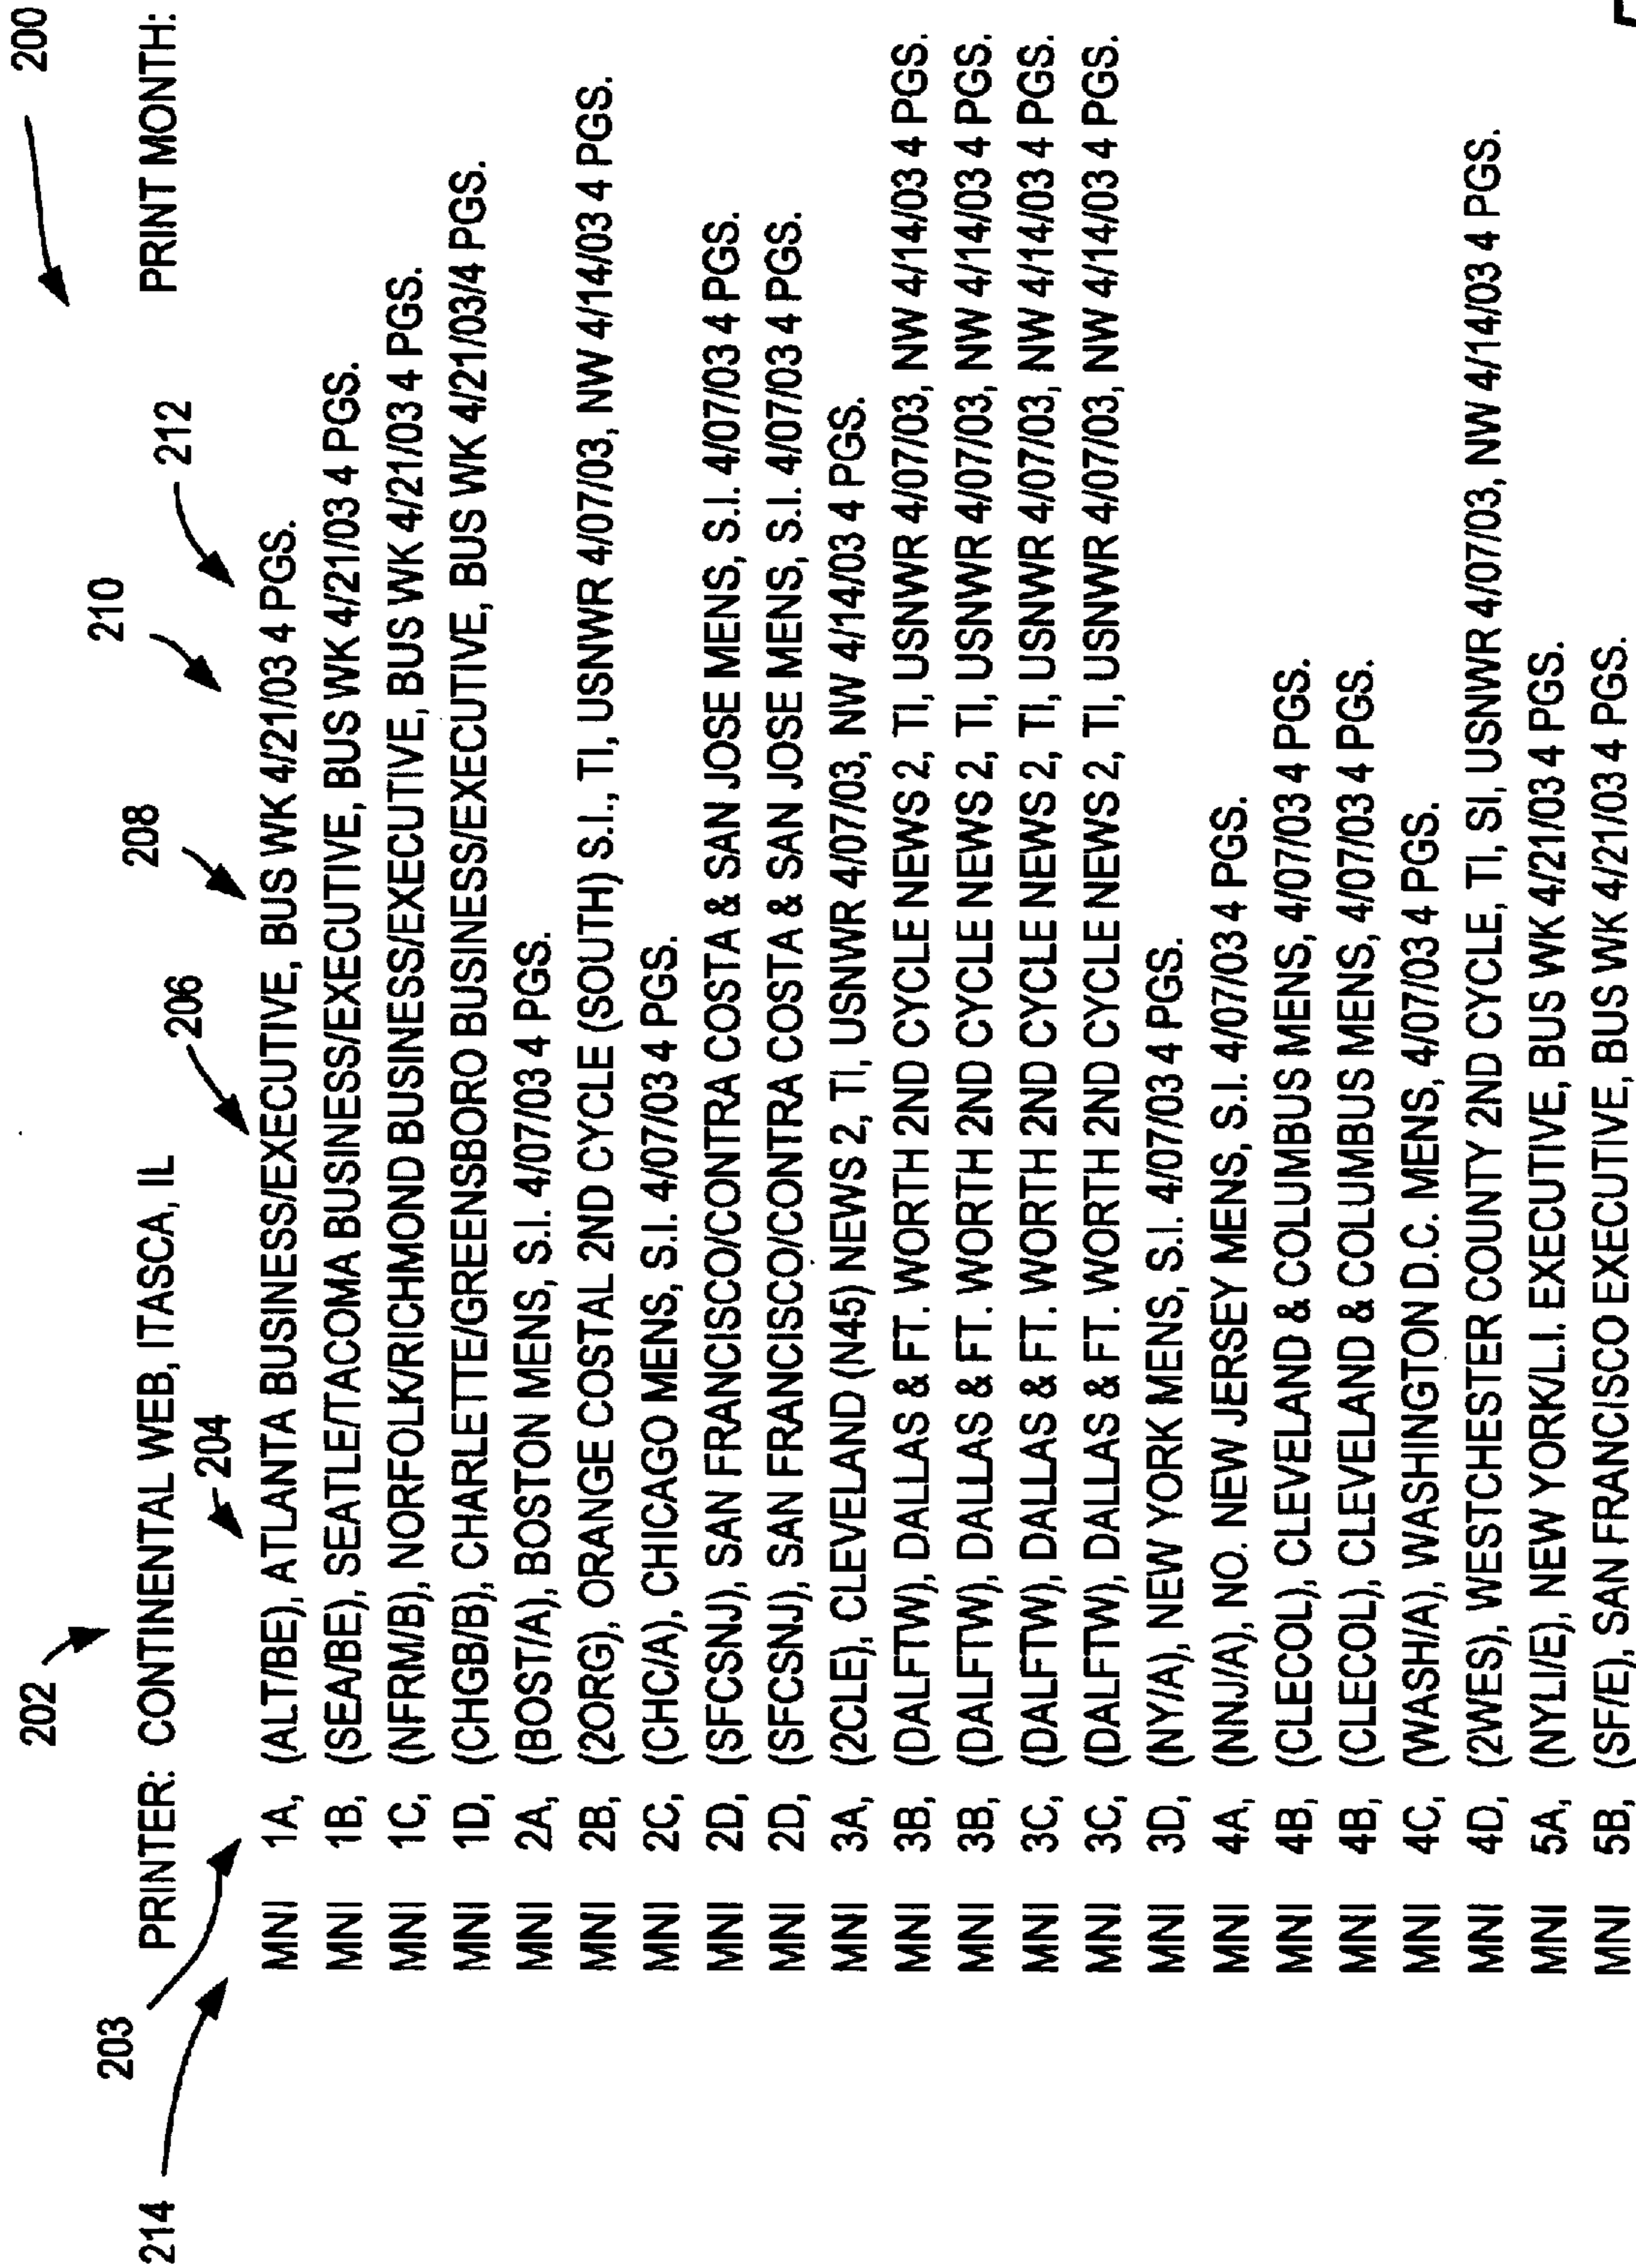 200
202
PRINTER: CONTINENTAL WEB, ITASCA, IL
PRINT MONTH:
203
204
206
208
210
212
214
MNI 1A, (ALT/BE), ATLANTA BUSINESS/EXECUTIVE, BUS WK 4/21/03 4 PGS.
MNI 1B, (SEA/BE), SEATLE/TACOMA BUSINESS/EXECUTIVE, BUS WK 4/21/03 4 PGS.
MNI 1C, (NFRM/B), NORFOLK/RICHMOND BUSINESS/EXECUTIVE, BUS WK 4/21/03 4 PGS.
MNI 1D, (CHGB/B), CHARLETTE/GREENSBORO BUSINESS/EXECUTIVE, BUS WK 4/21/03/4 PGS.
MNI 2A, (BOST/A), BOSTON MENS, S.I. 4/07/03 4 PGS.
MNI 2B, (2ORG), ORANGE COSTAL 2ND CYCLE (SOUTH) S.I., TI, USNWR 4/07/03, NW 4/14/03 4 PGS.
MNI 2C, (CHC/A), CHICAGO MENS, S.I. 4/07/03 4 PGS.
MNI 2D, (SFCSNJ), SAN FRANCISCO/CONTRA COSTA & SAN JOSE MENS, S.I. 4/07/03 4 PGS.
MNI 2D, (SFCSNJ), SAN FRANCISCO/CONTRA COSTA & SAN JOSE MENS, S.I. 4/07/03 4 PGS.
MNI 3A, (2CLE), CLEVELAND (N45) NEWS 2, TI, USNWR 4/07/03, NW 4/14/03 4 PGS.
MNI 3B, (DALFTW), DALLAS & FT. WORTH 2ND CYCLE NEWS 2, TI, USNWR 4/07/03, NW 4/14/03 4 PGS.
MNI 3B, (DALFTW), DALLAS & FT. WORTH 2ND CYCLE NEWS 2, TI, USNWR 4/07/03, NW 4/14/03 4 PGS.
MNI 3C, (DALFTW), DALLAS & FT. WORTH 2ND CYCLE NEWS 2, TI, USNWR 4/07/03, NW 4/14/03 4 PGS.
MNI 3C, (DALFTW), DALLAS & FT. WORTH 2ND CYCLE NEWS 2, TI, USNWR 4/07/03, NW 4/14/03 4 PGS.
MNI 3D, (NY/A), NEW YORK MENS, S.I. 4/07/03 4 PGS.
MNI 4A, (NNJ/A), NO. NEW JERSEY MENS, S.I. 4/07/03 4 PGS.
MNI 4B, (CLECOL), CLEVELAND & COLUMBUS MENS, 4/07/03 4 PGS.
MNI 4B, (CLECOL), CLEVELAND & COLUMBUS MENS, 4/07/03 4 PGS.
MNI 4C, (WASH/A), WASHINGTON D.C. MENS, 4/07/03 4 PGS.
MNI 4D, (2WES), WESTCHESTER COUNTY 2ND CYCLE, TI, SI, USNWR 4/07/03, NW 4/14/03 4 PGS.
MNI 5A, (NYLI/E), NEW YORK/L.I. EXECUTIVE, BUS WK 4/21/03 4 PGS.
MNI 5B, (SF/E), SAN FRANCISCO EXECUTIVE, BUS WK 4/21/03 4 PGS.